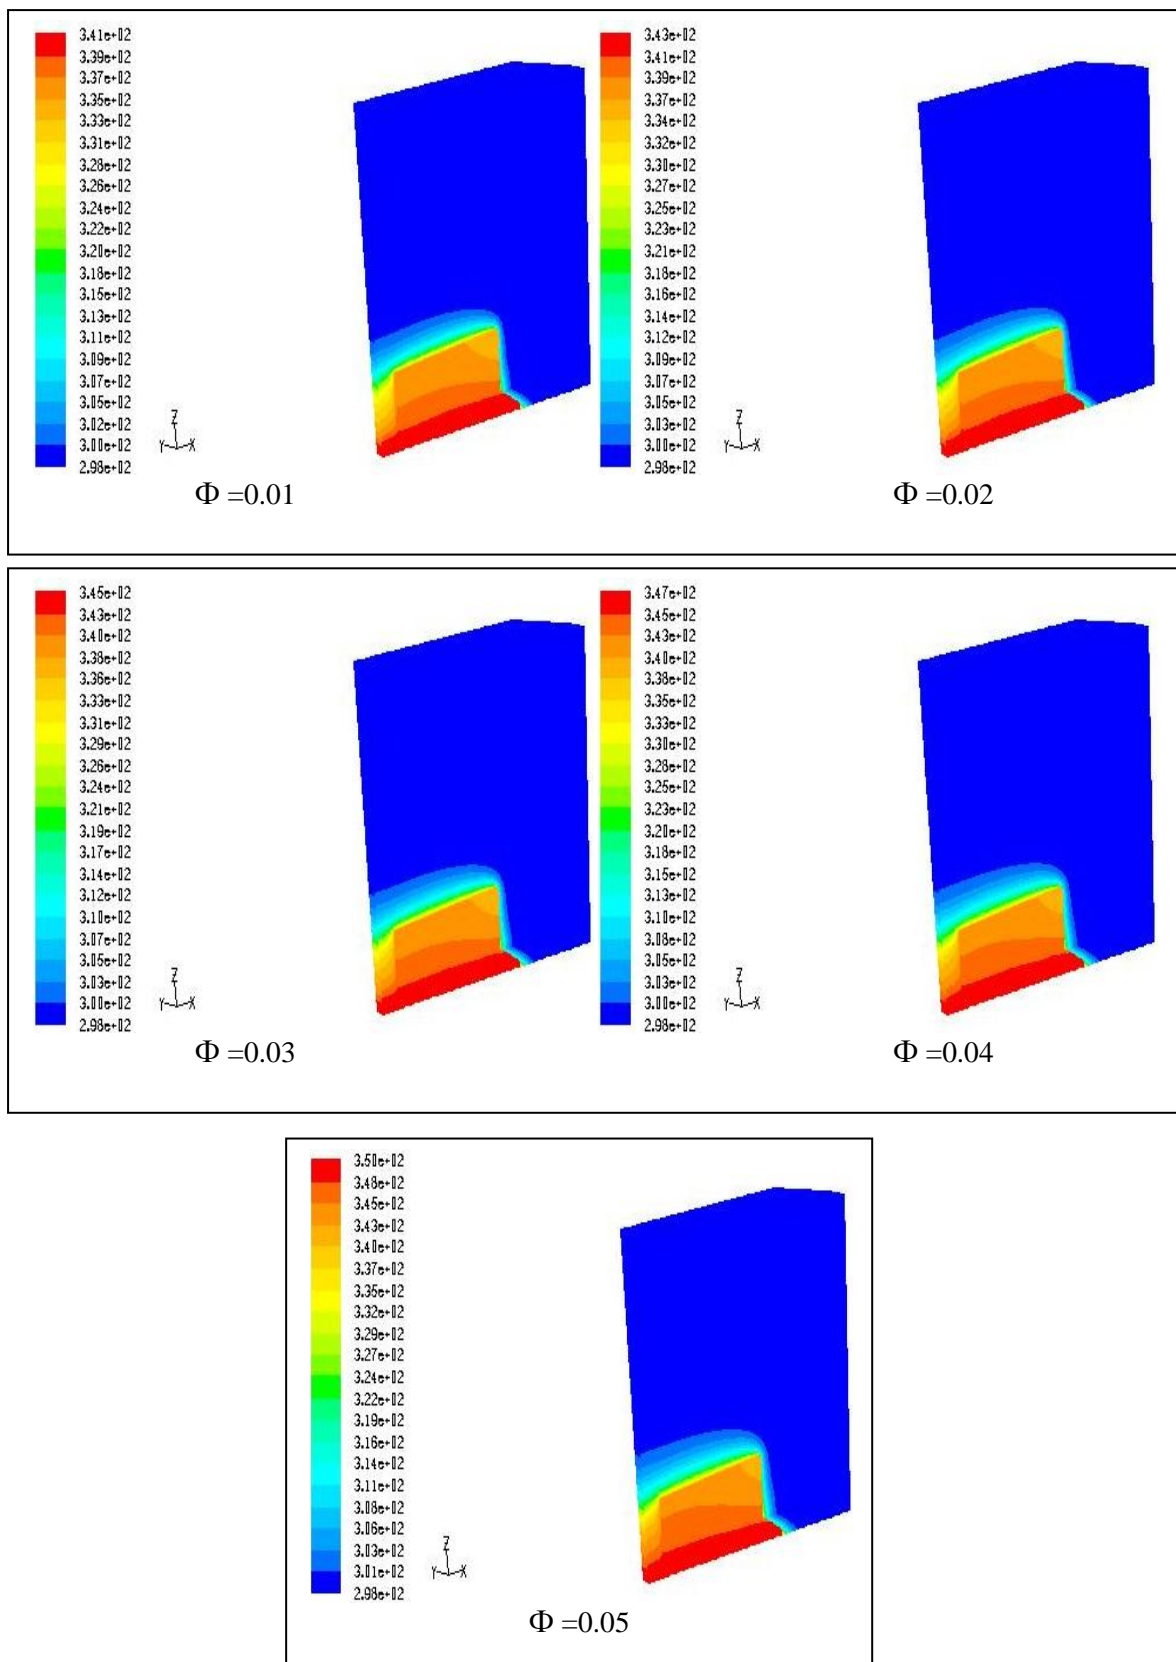 3.41e+02
3.39e+02
3.37e+02
3.35e+02
3.33e+02
3.31e+02
3.28e+02
3.26e+02
3.24e+02
3.22e+02
3.20e+02
3.18e+02
3.15e+02
3.13e+02
3.11e+02
3.09e+02
3.07e+02
3.05e+02
3.02e+02
3.00e+02
2.98e+02
Z
Y X
Φ =0.01
3.43e+02
3.41e+02
3.39e+02
3.37e+02
3.34e+02
3.32e+02
3.30e+02
3.27e+02
3.25e+02
3.23e+02
3.21e+02
3.18e+02
3.16e+02
3.14e+02
3.12e+02
3.09e+02
3.07e+02
3.05e+02
3.03e+02
3.00e+02
2.98e+02
Z
Y X
Φ =0.02
3.45e+02
3.43e+02
3.40e+02
3.38e+02
3.36e+02
3.33e+02
3.31e+02
3.29e+02
3.26e+02
3.24e+02
3.21e+02
3.19e+02
3.17e+02
3.14e+02
3.12e+02
3.10e+02
3.07e+02
3.05e+02
3.03e+02
3.00e+02
2.98e+02
Z
Y X
Φ =0.03
3.47e+02
3.45e+02
3.43e+02
3.40e+02
3.38e+02
3.35e+02
3.33e+02
3.30e+02
3.28e+02
3.25e+02
3.23e+02
3.20e+02
3.18e+02
3.15e+02
3.13e+02
3.10e+02
3.08e+02
3.05e+02
3.03e+02
3.00e+02
2.98e+02
Z
Y X
Φ =0.04
3.50e+02
3.48e+02
3.45e+02
3.43e+02
3.40e+02
3.37e+02
3.35e+02
3.32e+02
3.29e+02
3.27e+02
3.24e+02
3.22e+02
3.19e+02
3.16e+02
3.14e+02
3.11e+02
3.08e+02
3.06e+02
3.03e+02
3.01e+02
2.98e+02
Z
Y X
Φ =0.05